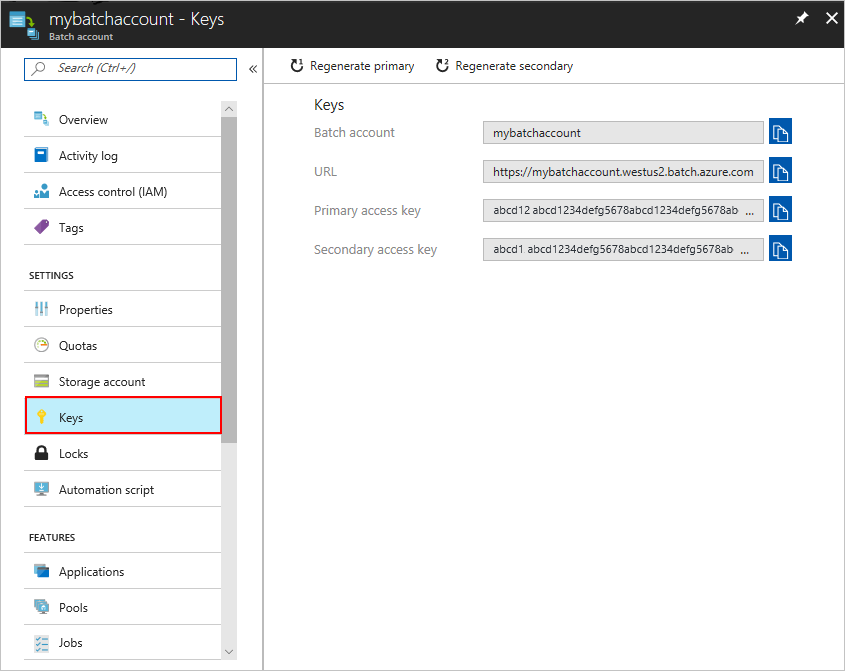 mybatchaccount - Keys
Batch account
Search (Ctrl+/)
«
Overview
Activity log
Access control (IAM)
Tags
SETTINGS
Properties
Quotas
Storage account
Keys
Locks
Automation script
FEATURES
Applications
Pools
Jobs
Regenerate primary
Regenerate secondary
Keys
Batch account
mybatchaccount
URL
https://mybatchaccount.westus2.batch.azure.com
Primary access key
abcd12 abcd1234defg5678abcd1234defg5678ab ...
Secondary access key
abcd1 abcd1234defg5678abcd1234defg5678ab ...